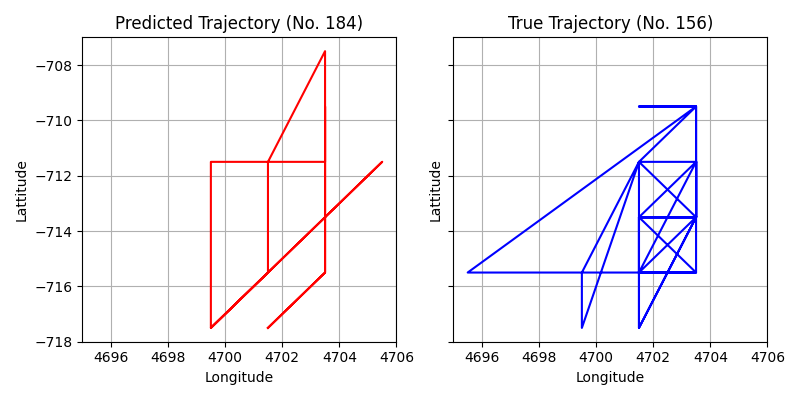 Predicted Trajectory (No. 184)
True Trajectory (No. 156)
−708
−710
−712
−714
−716
−718
Lattitude
Lattitude
4696 4698 4700 4702 4704 4706
4696 4698 4700 4702 4704 4706
Longitude
Longitude